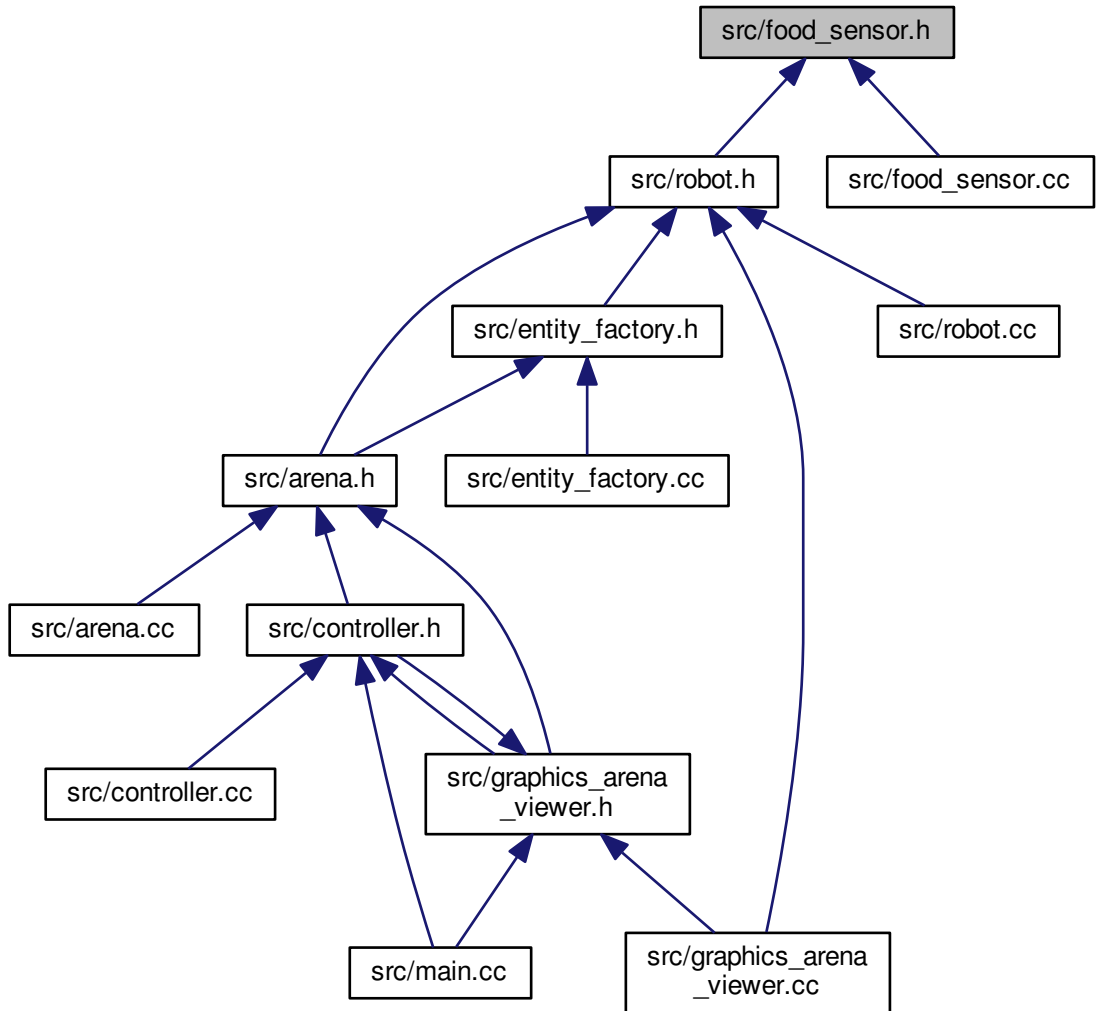 src/food_sensor.h
src/robot.h
src/food_sensor.cc
src/entity_factory.h
src/robot.cc
src/arena.h
src/entity_factory.cc
src/arena.cc
src/controller.h
src/controller.cc
src/graphics_arena
_viewer.h
src/main.cc
src/graphics_arena
_viewer.cc